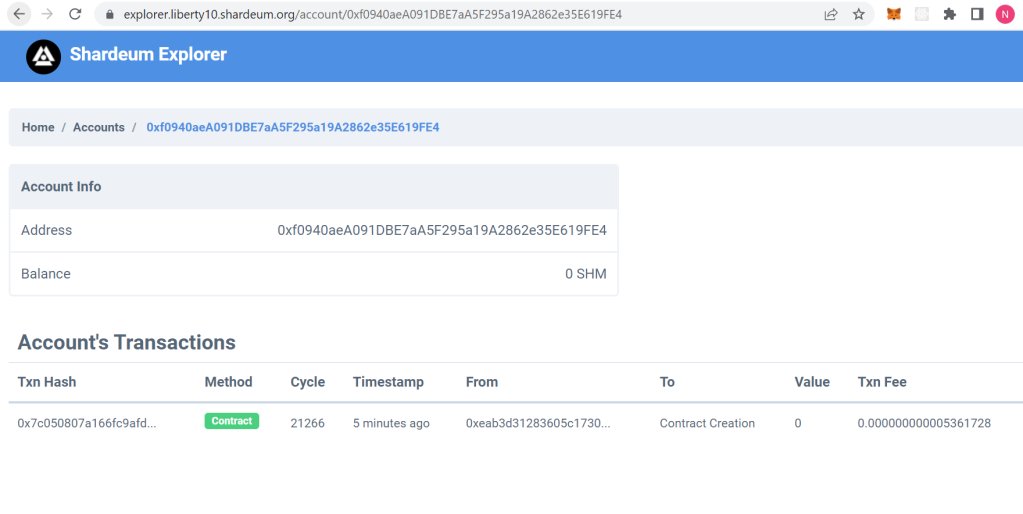 explorer.liberty10.shardeum.org/account/0xf0940aeA091DBE7aA5F295a19A2862e35E619FE4
N
Shardeum Explorer
Home / Accounts / 0xf0940aeA091DBE7aA5F295a19A2862e35E619FE4
Account Info
Address 0xf0940aeA091DBE7aA5F295a19A2862e35E619FE4
Balance 0 SHM
Account's Transactions
Txn Hash Method Cycle Timestamp From To Value Txn Fee
0x7c050807a166fc9afd... Contract 21266 5 minutes ago 0xeab3d31283605c1730... Contract Creation 0 0.000000000005361728